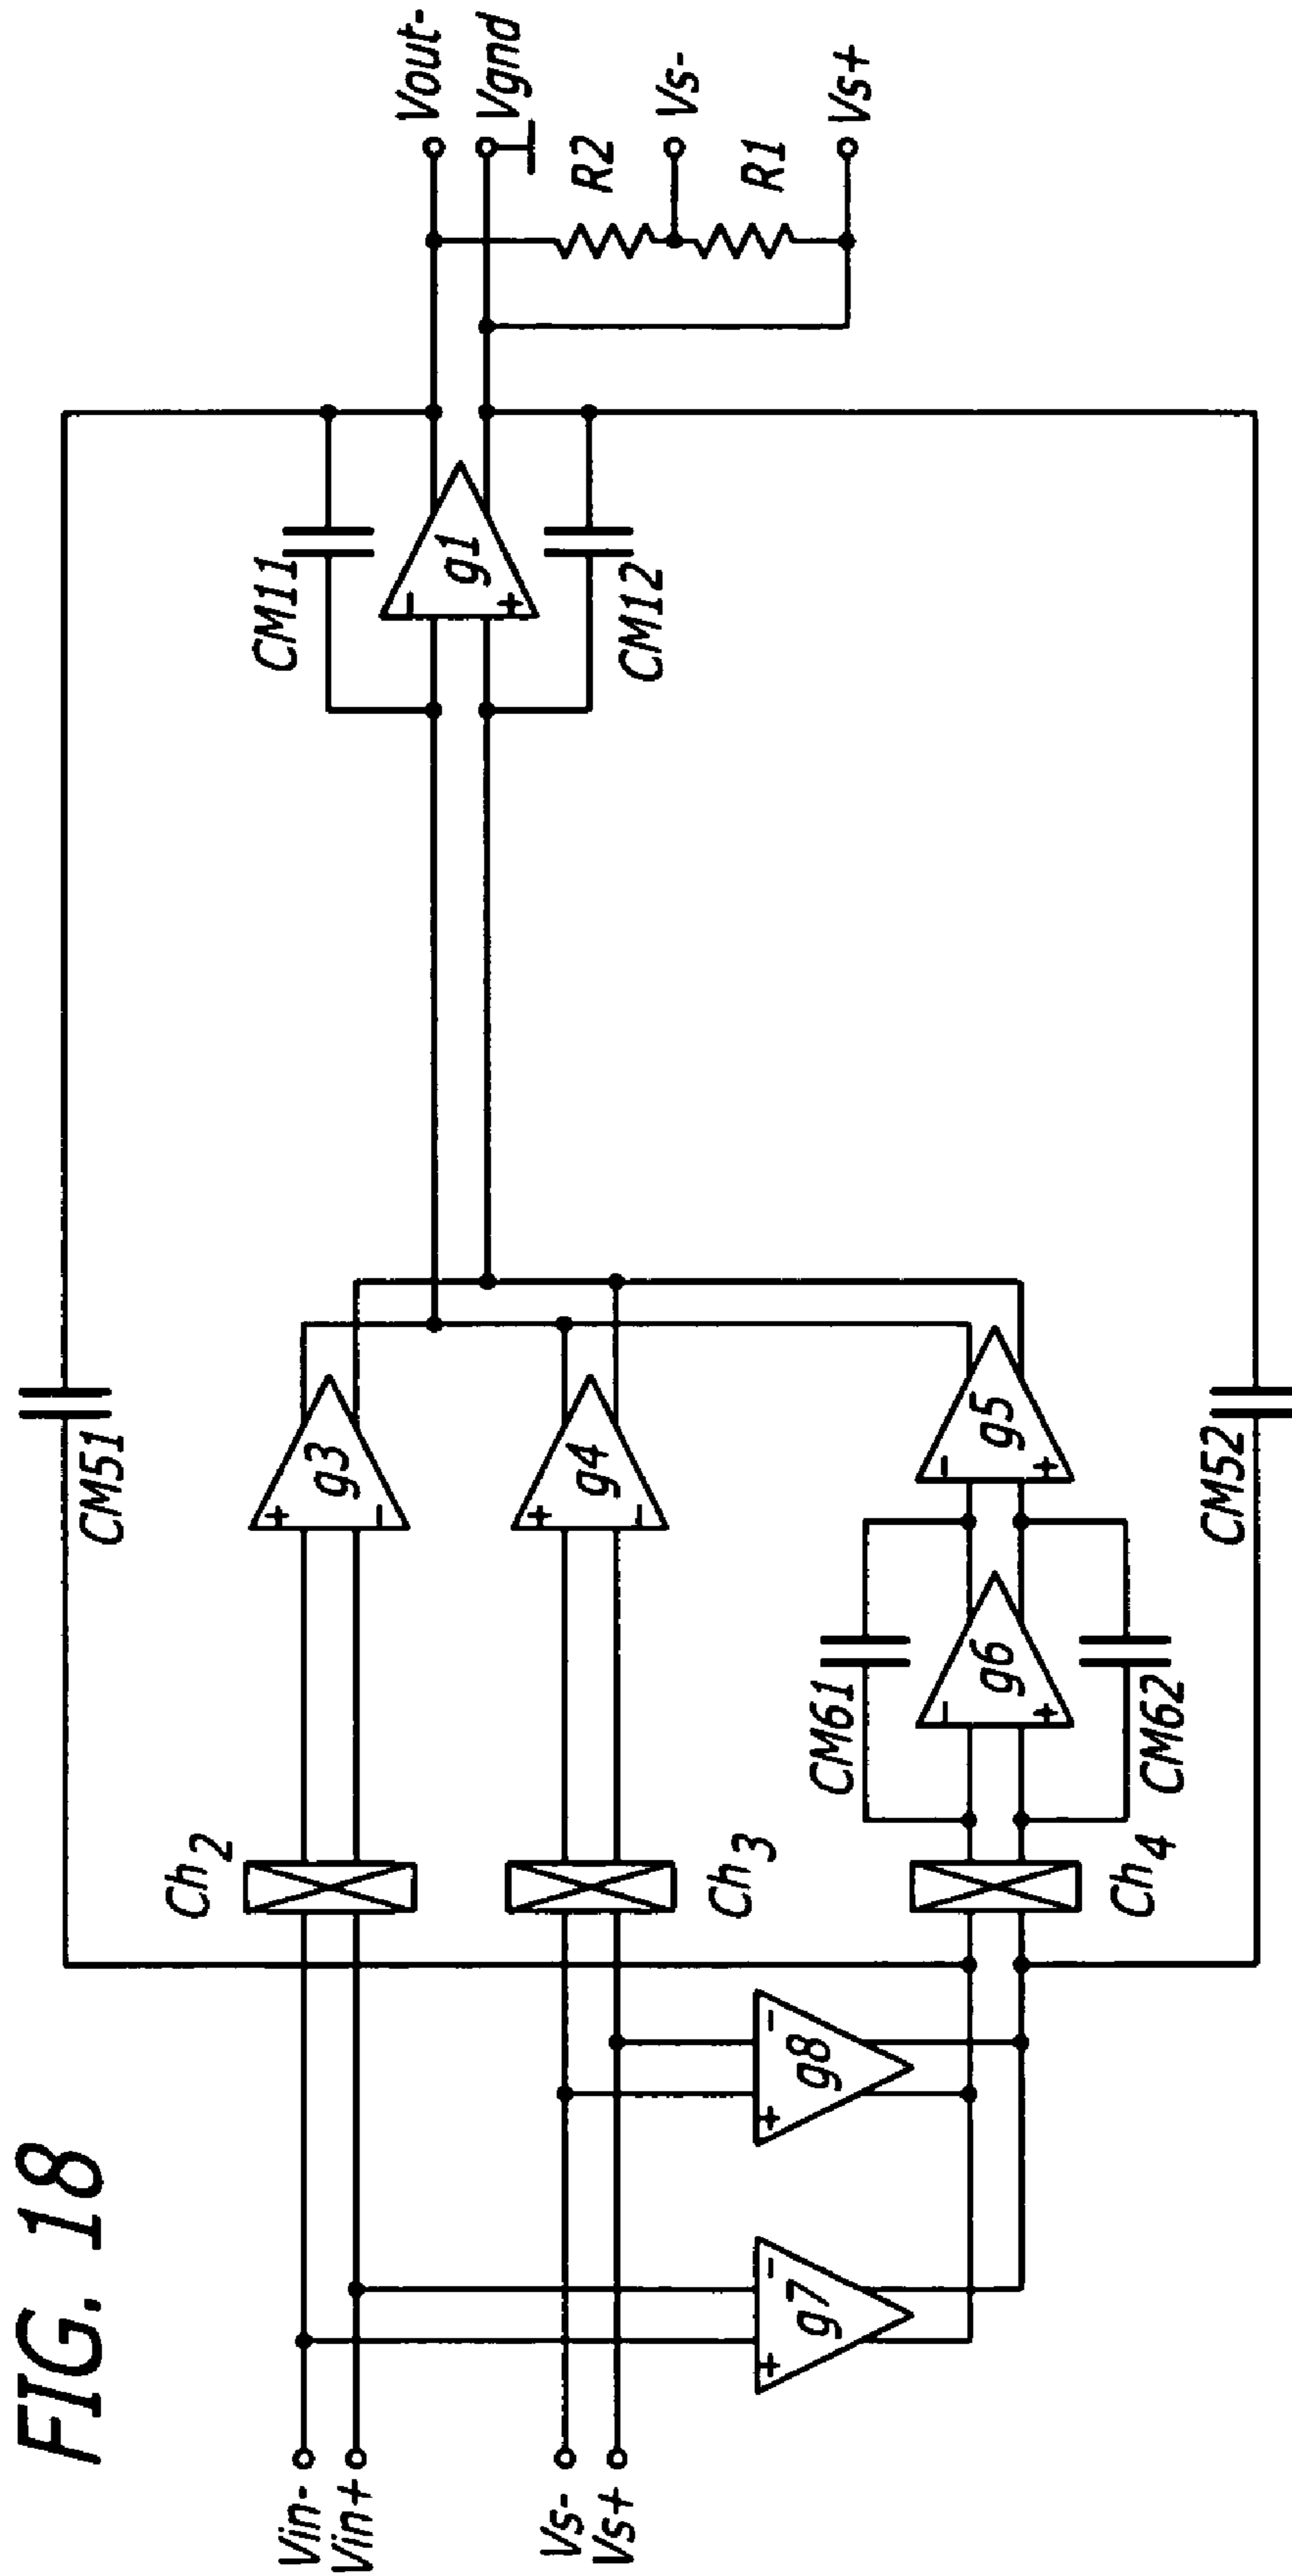 FIG. 18
CM51
Vin-
Vin+
Ch2
+
g3
-
CM11
-
g1
+
CM12
Vout-
Vgnd
R2
Vs-
R1
Vs+
Vs-
Vs+
Ch3
+
g4
-
+
g7
-
+
g8
-
CM61
-
g6
+
CM62
-
g5
+
Ch4
CM52